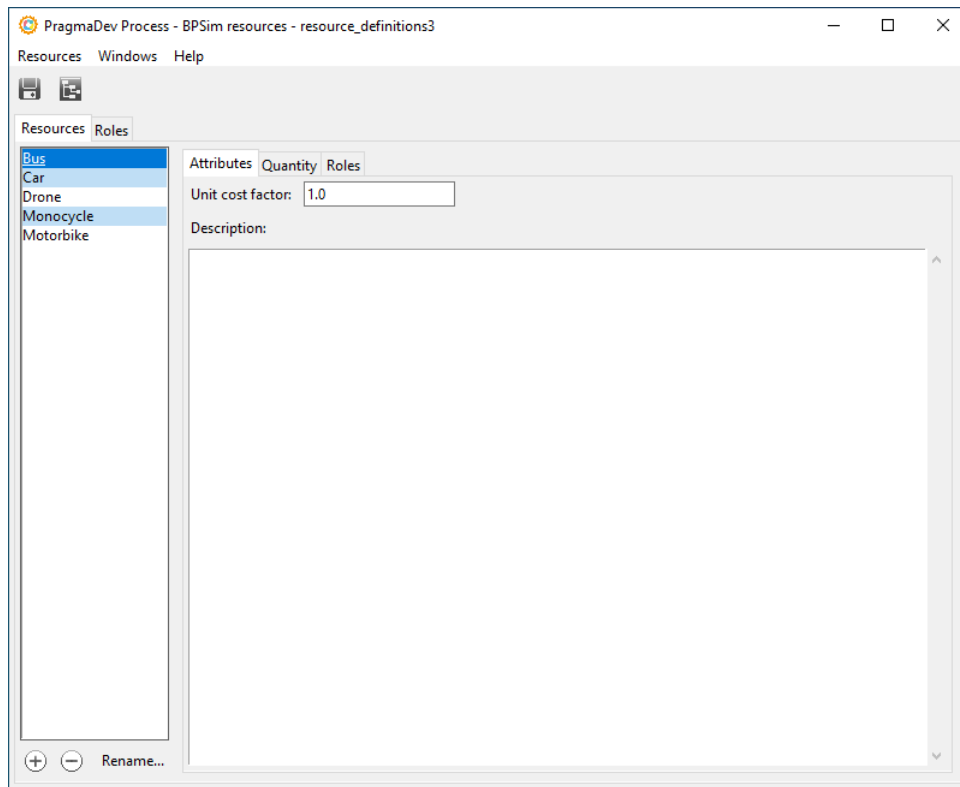 PragmaDev Process - BPSim resources - resource_definitions3
Resources Windows Help
Resources Roles
Bus
Car
Drone
Monocycle
Motorbike
Attributes Quantity Roles
Unit cost factor: 1.0
Description:
Rename...